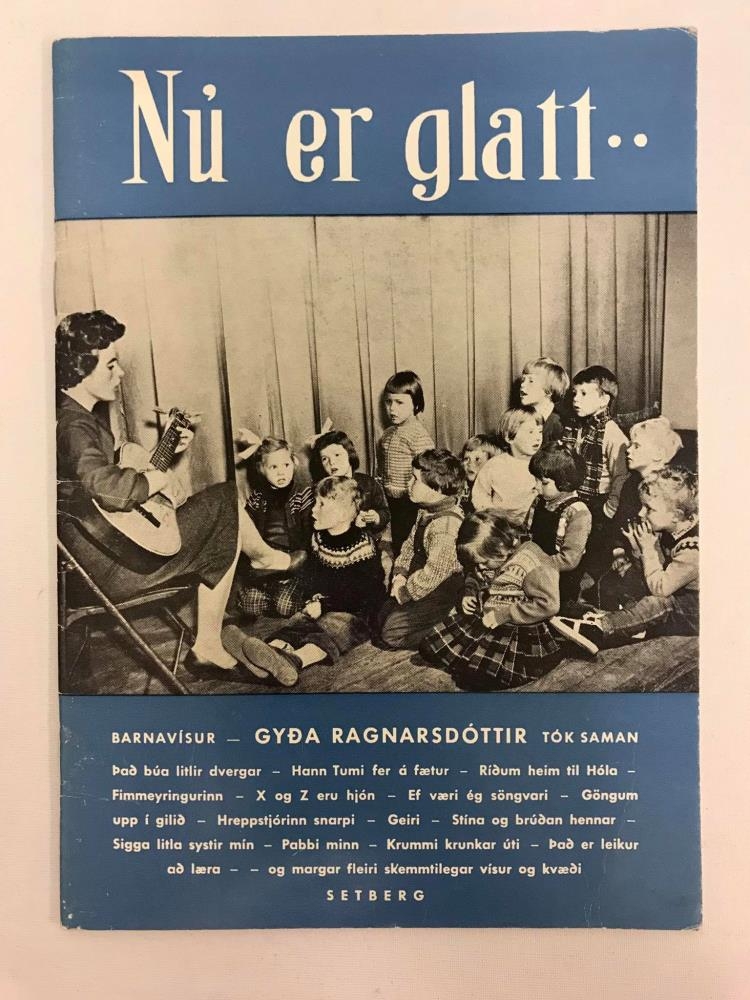 Nú er glatt..
BARNAVÍSUR — GYÐA RAGNARSDÓTTIR TÓK SAMAN
Það búa litlir dvergar – Hann Tumi fer á fætur – Ríðum heim til Hóla –
Fimmeyringurinn – X og Z eru hjón – Ef væri ég söngvari – Göngum
upp í gilið – Hreppstjórinn snarpi – Geiri – Stína og brúðan hennar –
Sigga litla systir mín – Pabbi minn – Krummi krunkar úti – Það er leikur
að læra – – og margar fleiri skemmtilegar vísur og kvæði
SETBERG